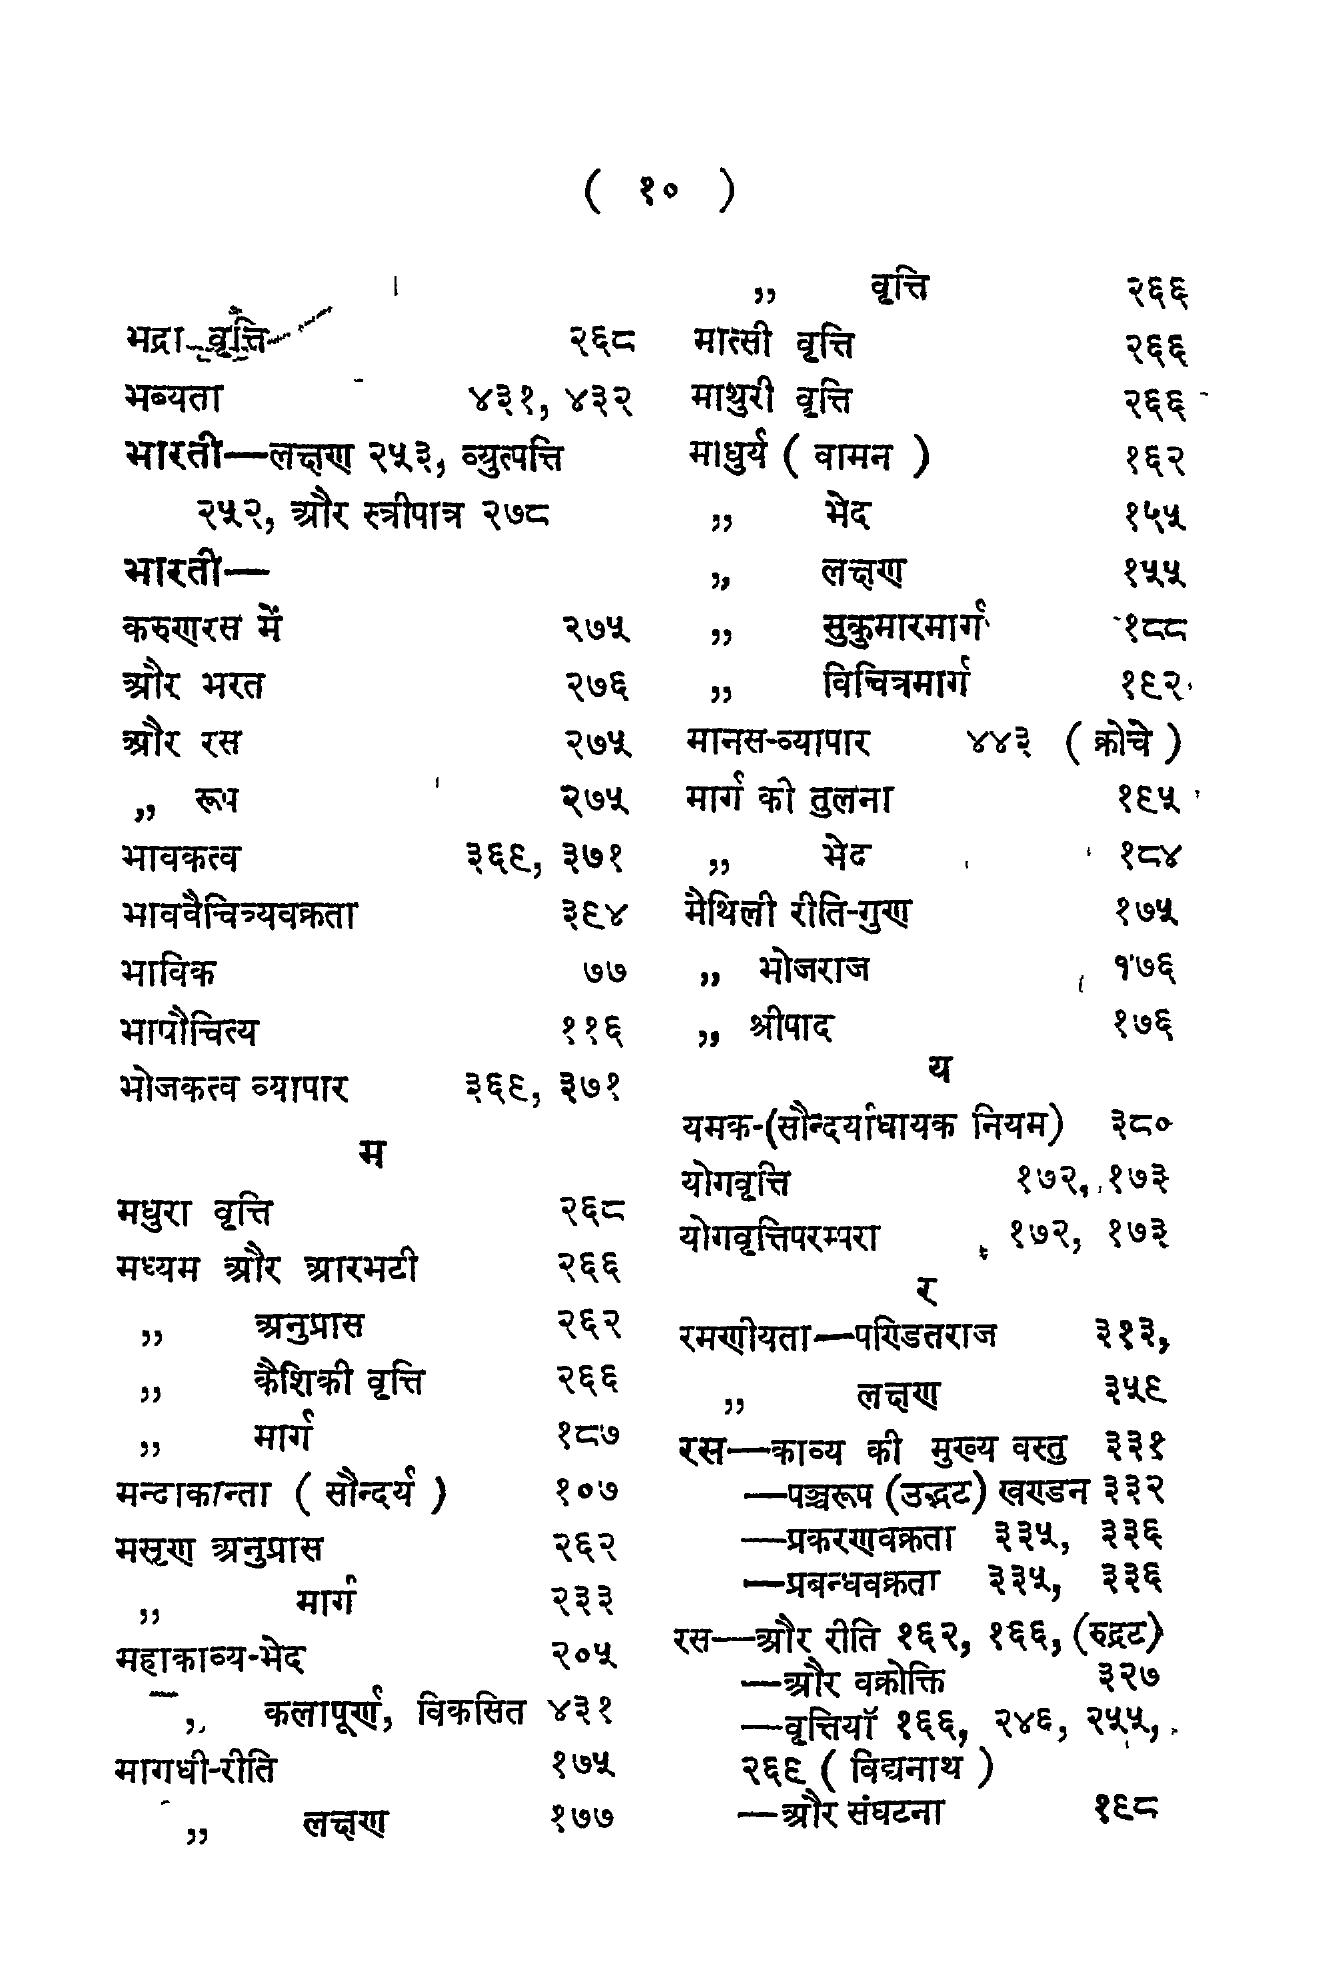 ( १० )
भद्रा वृत्ति २६८
भब्यता ४३१, ४३२
भारती—लक्षण २५३, व्युत्पत्ति
२५२, और स्त्रीपात्र २७८
भारती—
करुणरस में २७५
और भरत २७६
और रस २७५
,, रूप २७५
भावकत्व ३६९, ३७१
भाववैचित्र्यवक्रता ३९४
भाविक ७७
भापौचित्य ११६
भोजकत्व व्यापार ३६९, ३७१
म
मधुरा वृत्ति २६८
मध्यम और आरभटी २६६
,, अनुप्रास २६२
,, कैशिकी वृत्ति २६६
,, मार्ग १८७
मन्दाकान्ता ( सौन्दर्य ) १०७
मसृण अनुप्रास २६२
,, मार्ग २३३
महाकाव्य-भेद २०५
,, कलापूर्ण, विकसित ४३१
मागधी-रीति १७५
,, लक्षण १७७
,, वृत्ति २६६
मात्सी वृत्ति २६६
माथुरी वृत्ति २६६
माधुर्य ( वामन ) १६२
,, भेद १५५
,, लक्षण १५५
,, सुकुमारमार्ग १८८
,, विचित्रमार्ग १९२
मानस-व्यापार ४४३ ( क्रोचे )
मार्ग को तुलना १९५
,, भेद १८४
मैथिली रीति-गुण १७५
,, भोजराज १७६
,, श्रीपाद १७६
य
यमक-(सौन्दर्याधायक नियम) ३८०
योगवृत्ति १७२, १७३
योगवृत्तिपरम्परा १७२, १७३
र
रमणीयता—पण्डितराज ३१३,
,, लक्षण ३५९
रस—काव्य की मुख्य वस्तु ३३१
—पञ्चरूप (उद्भट) खण्डन ३३२
—प्रकरणवक्रता ३३५, ३३६
—प्रबन्धवक्रता ३३५, ३३६
रस—और रीति १६२, १६६, (रुद्रट)
—और वक्रोक्ति ३२७
—वृत्तियाँ १६६, २४६, २५५,
२६९ ( विद्यनाथ )
—और संघटना १९८